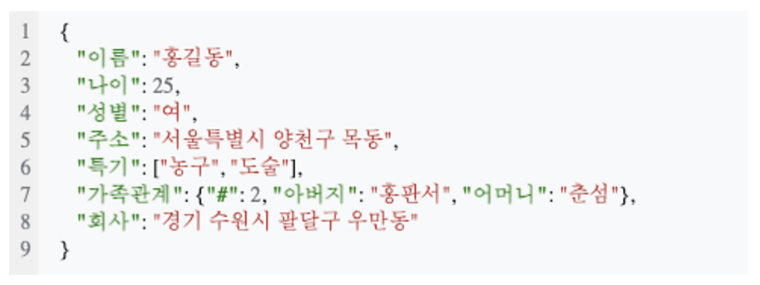 1 {
2 "이름": "홍길동",
3 "나이": 25,
4 "성별": "여",
5 "주소": "서울특별시 양천구 목동",
6 "특기": ["농구", "도술"],
7 "가족관계": {"#": 2, "아버지": "홍판서", "어머니": "춘섬"},
8 "회사": "경기 수원시 팔달구 우만동"
9 }